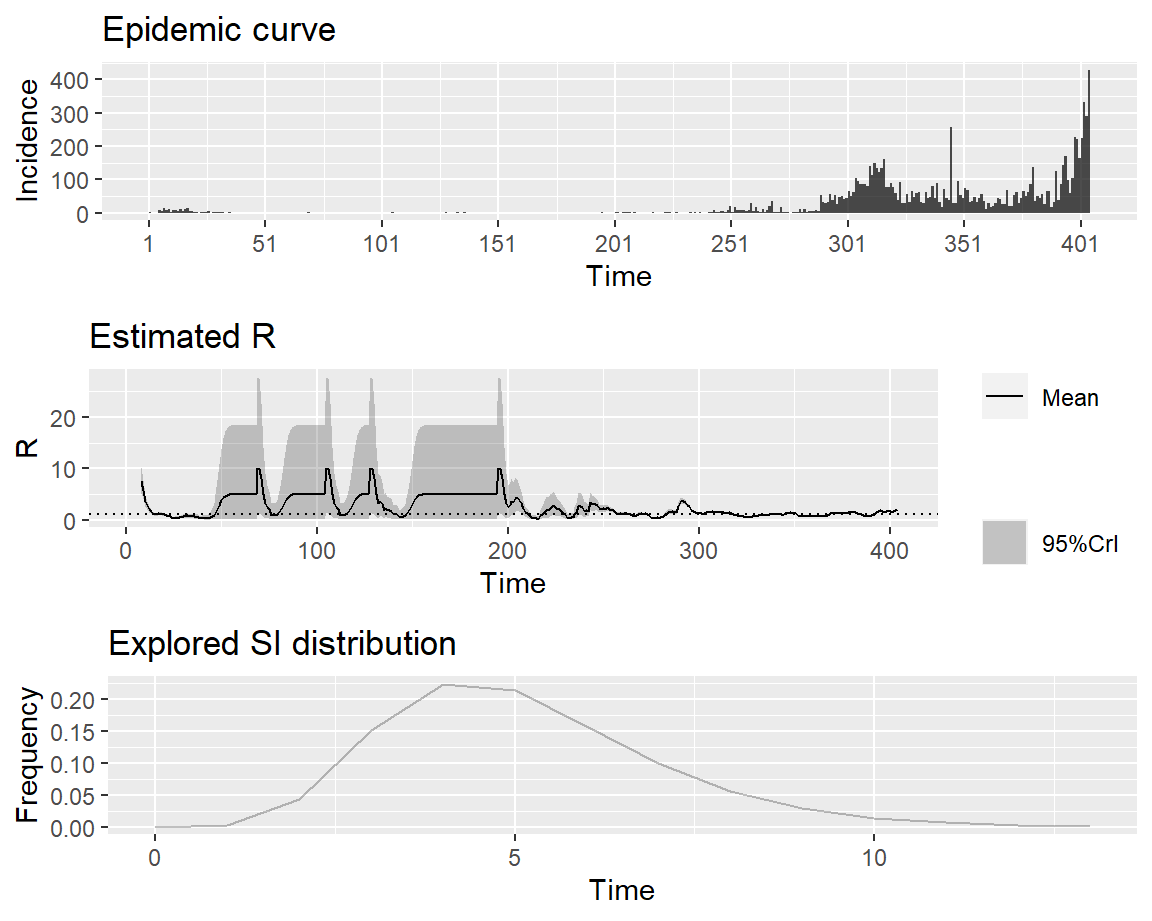 Epidemic curve
Incidence
400
300
200
100
0
1 51 101 151 201 251 301 351 401
Time
Estimated R
R
20
10
0
0 100 200 300 400
Time
Mean
95%CrI
Explored SI distribution
Frequency
0.20
0.15
0.10
0.05
0.00
0 5 10
Time